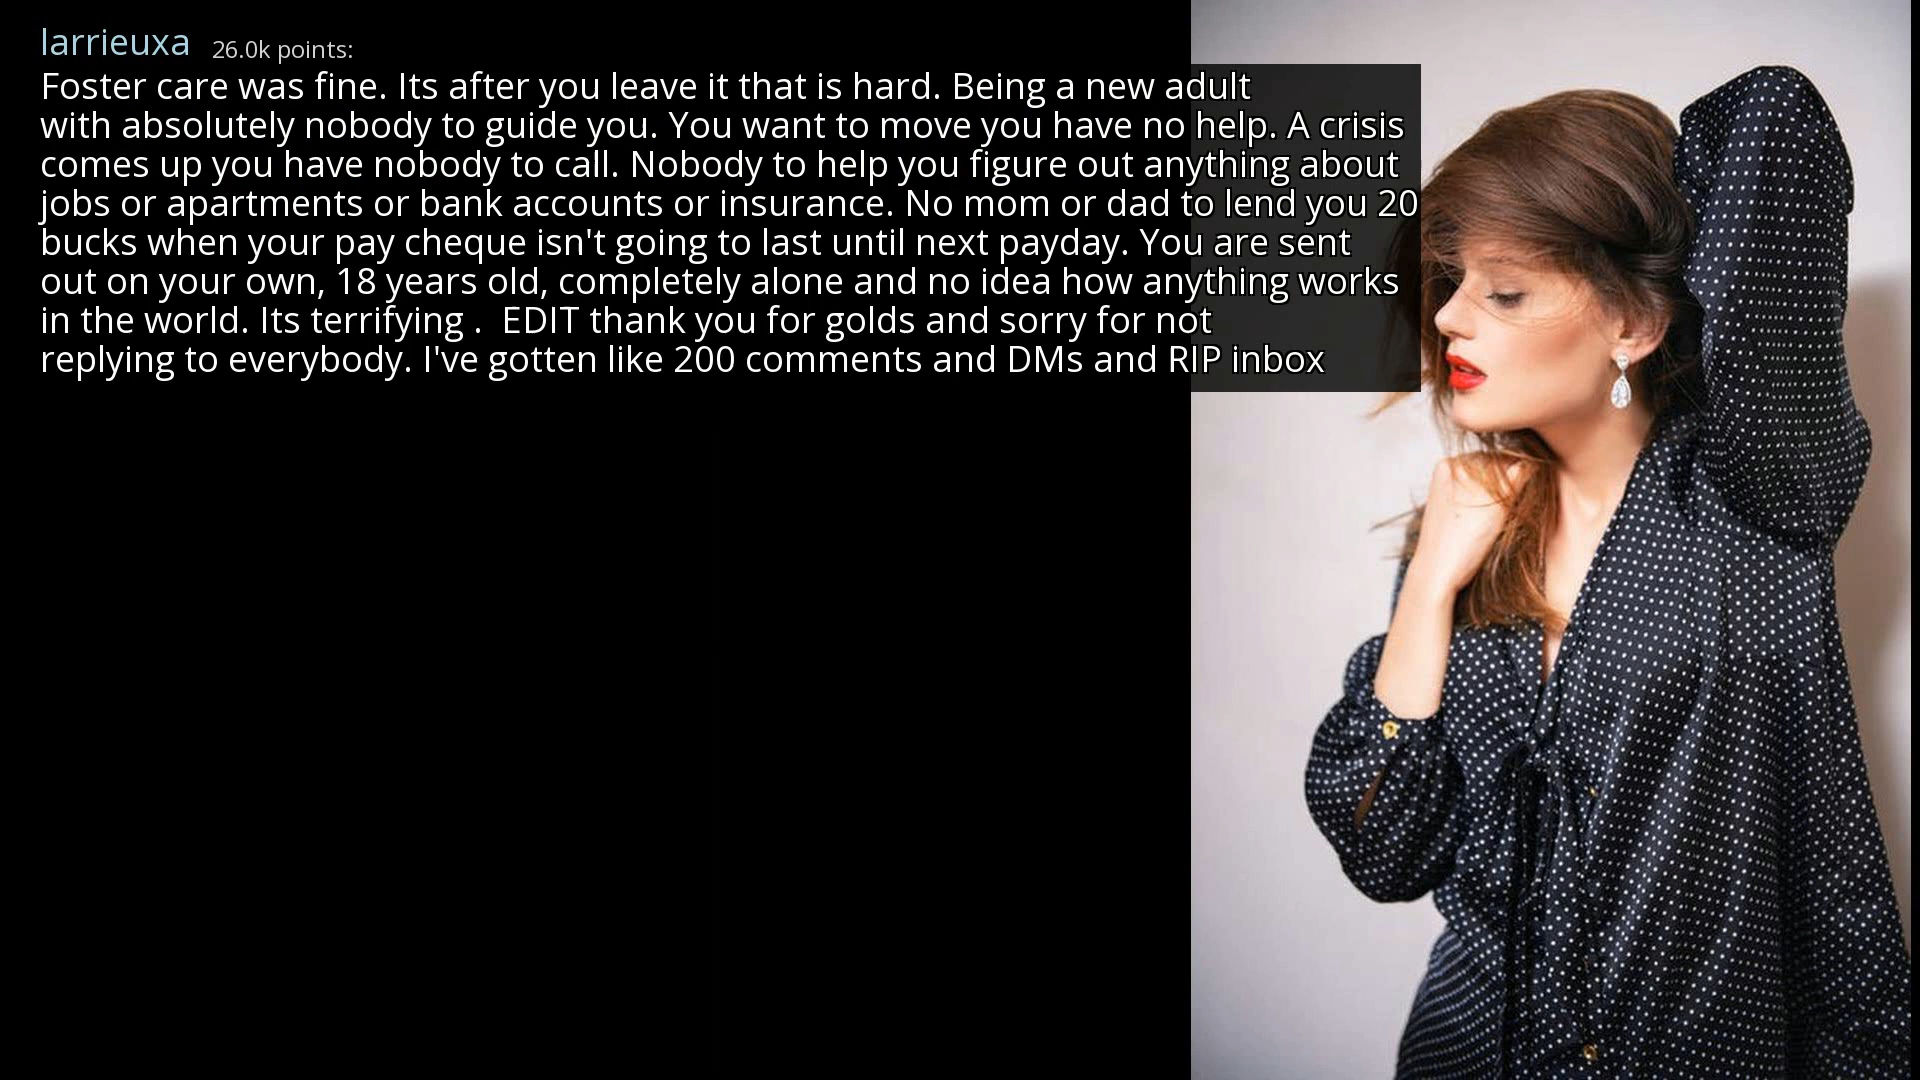 larrieuxa 26.0k points:
Foster care was fine. Its after you leave it that is hard. Being a new adult
with absolutely nobody to guide you. You want to move you have no help. A crisis
comes up you have nobody to call. Nobody to help you figure out anything about
jobs or apartments or bank accounts or insurance. No mom or dad to lend you 20
bucks when your pay cheque isn't going to last until next payday. You are sent
out on your own, 18 years old, completely alone and no idea how anything works
in the world. Its terrifying .  EDIT thank you for golds and sorry for not
replying to everybody. I've gotten like 200 comments and DMs and RIP inbox